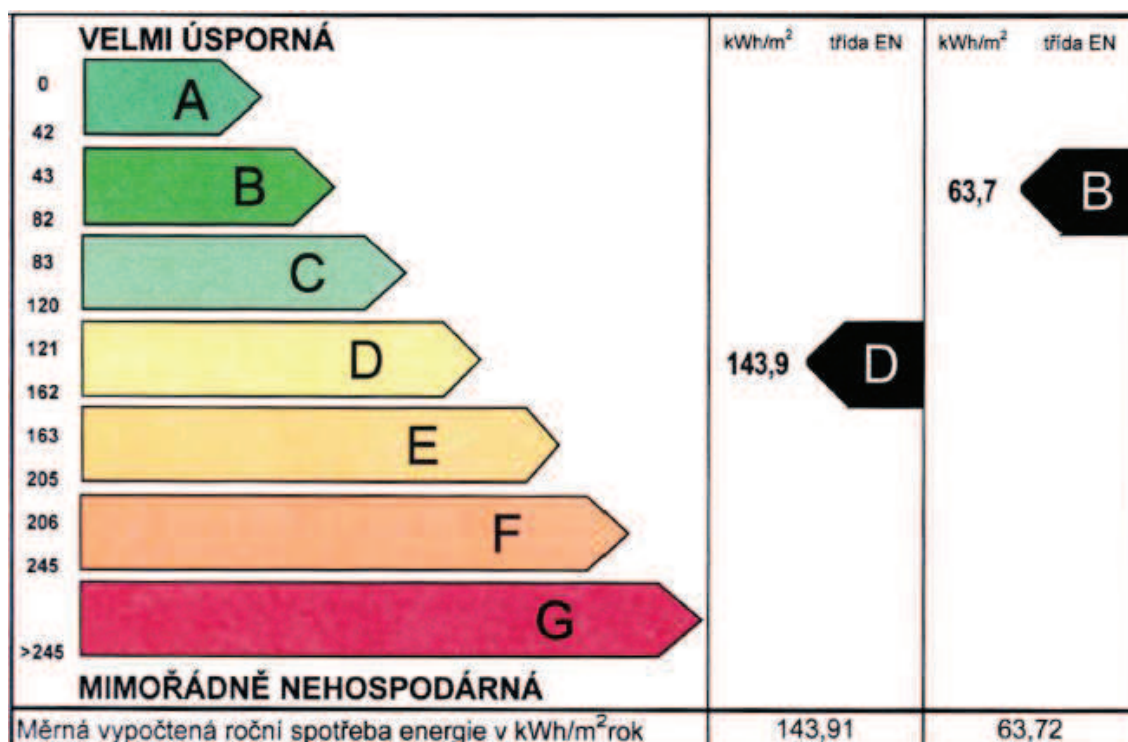 VELMI ÚSPORNÁ
kWh/m² třída EN kWh/m² třída EN
0
A
42
43
B
82
63,7 B
83
C
120
121
D
162
143,9 D
163
E
205
206
F
245
G
>245
MIMOŘÁDNĚ NEHOSPODÁRNÁ
Měrná vypočtená roční spotřeba energie v kWh/m²rok 143,91 63,72